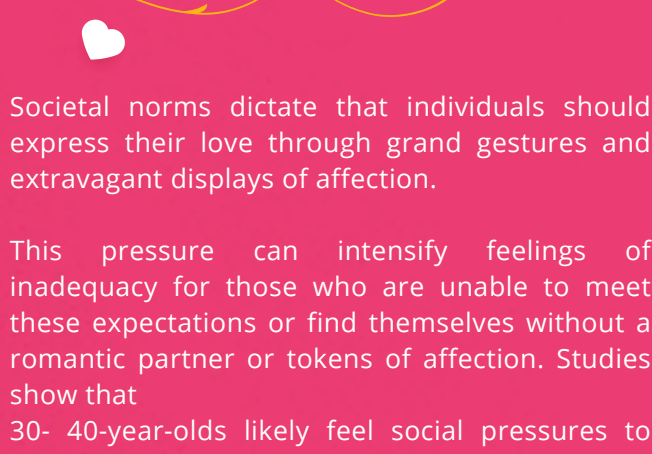 Societal norms dictate that individuals should
express their love through grand gestures and
extravagant displays of affection.
This pressure can intensify feelings of
inadequacy for those who are unable to meet
these expectations or find themselves without a
romantic partner or tokens of affection. Studies
show that
30- 40-year-olds likely feel social pressures to